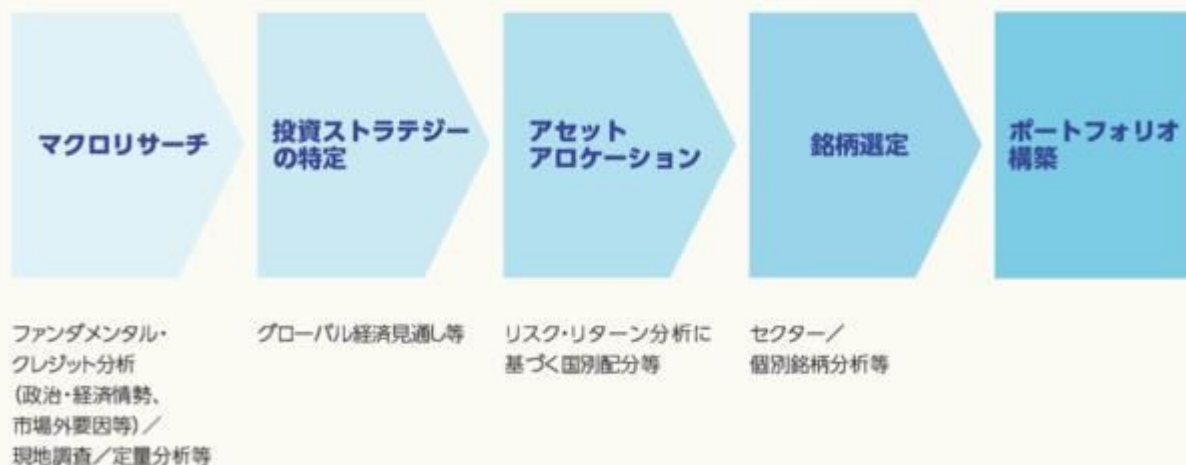 マクロリサーチ
投資ストラテジー
の特定
アセット
アロケーション
銘柄選定
ポートフォリオ
構築
ファンダメンタル・
クレジット分析
(政治・経済情勢、
市場外要因等)／
現地調査／定量分析等
グローバル経済見通し等
リスク・リターン分析に
基づく国別配分等
セクター／
個別銘柄分析等